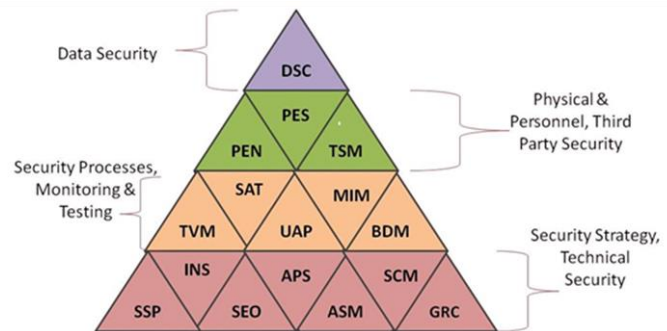 Data Security
DSC
PES
PEN
TSM
Physical &
Personnel, Third
Party Security
Security Processes,
Monitoring &
Testing
SAT
MIM
TVM
UAP
BDM
Security Strategy,
Technical
Security
INS
APS
SCM
SSP
SEO
ASM
GRC